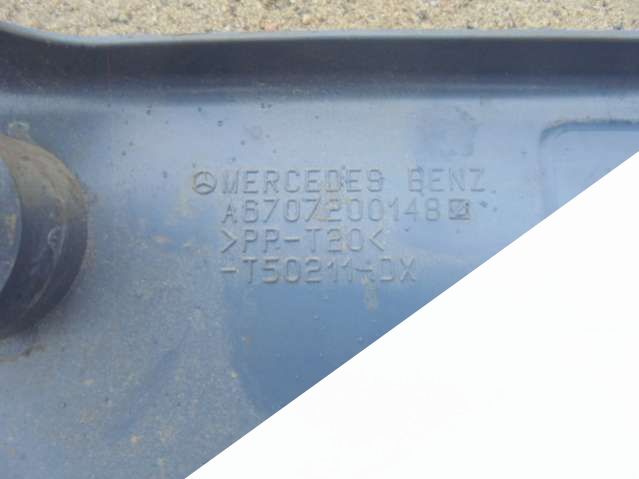 MERCEDES BENZ
A6707200148
>PP-T20<
-T50211-DX